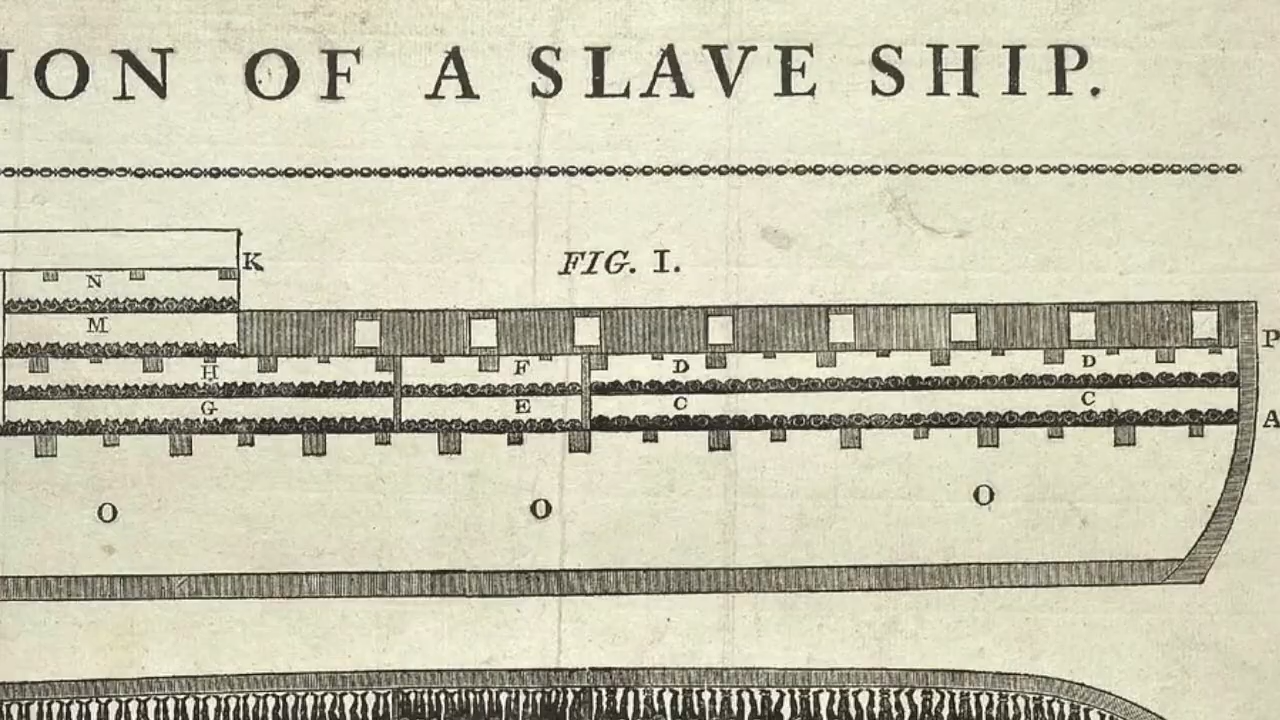 ION OF A SLAVE SHIP.
K
FIG. I.
N
M
P
H F D D
G E C C
A
O O O